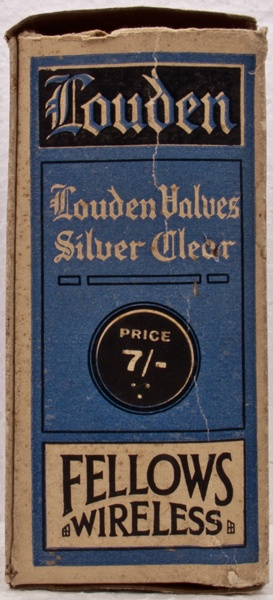 Louden
Louden Valves
Silver Clear
PRICE
7/-
FELLOWS
WIRELESS